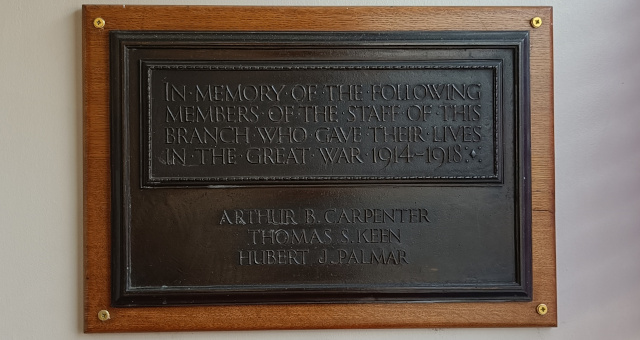 IN·MEMORY·OF·THE·FOLLOWING
MEMBERS·OF·THE·STAFF·OF·THIS
BRANCH·WHO·GAVE·THEIR·LIVES
IN·THE·GREAT·WAR·1914–1918
ARTHUR B. CARPENTER
THOMAS S. KEEN
HUBERT J. PALMAR